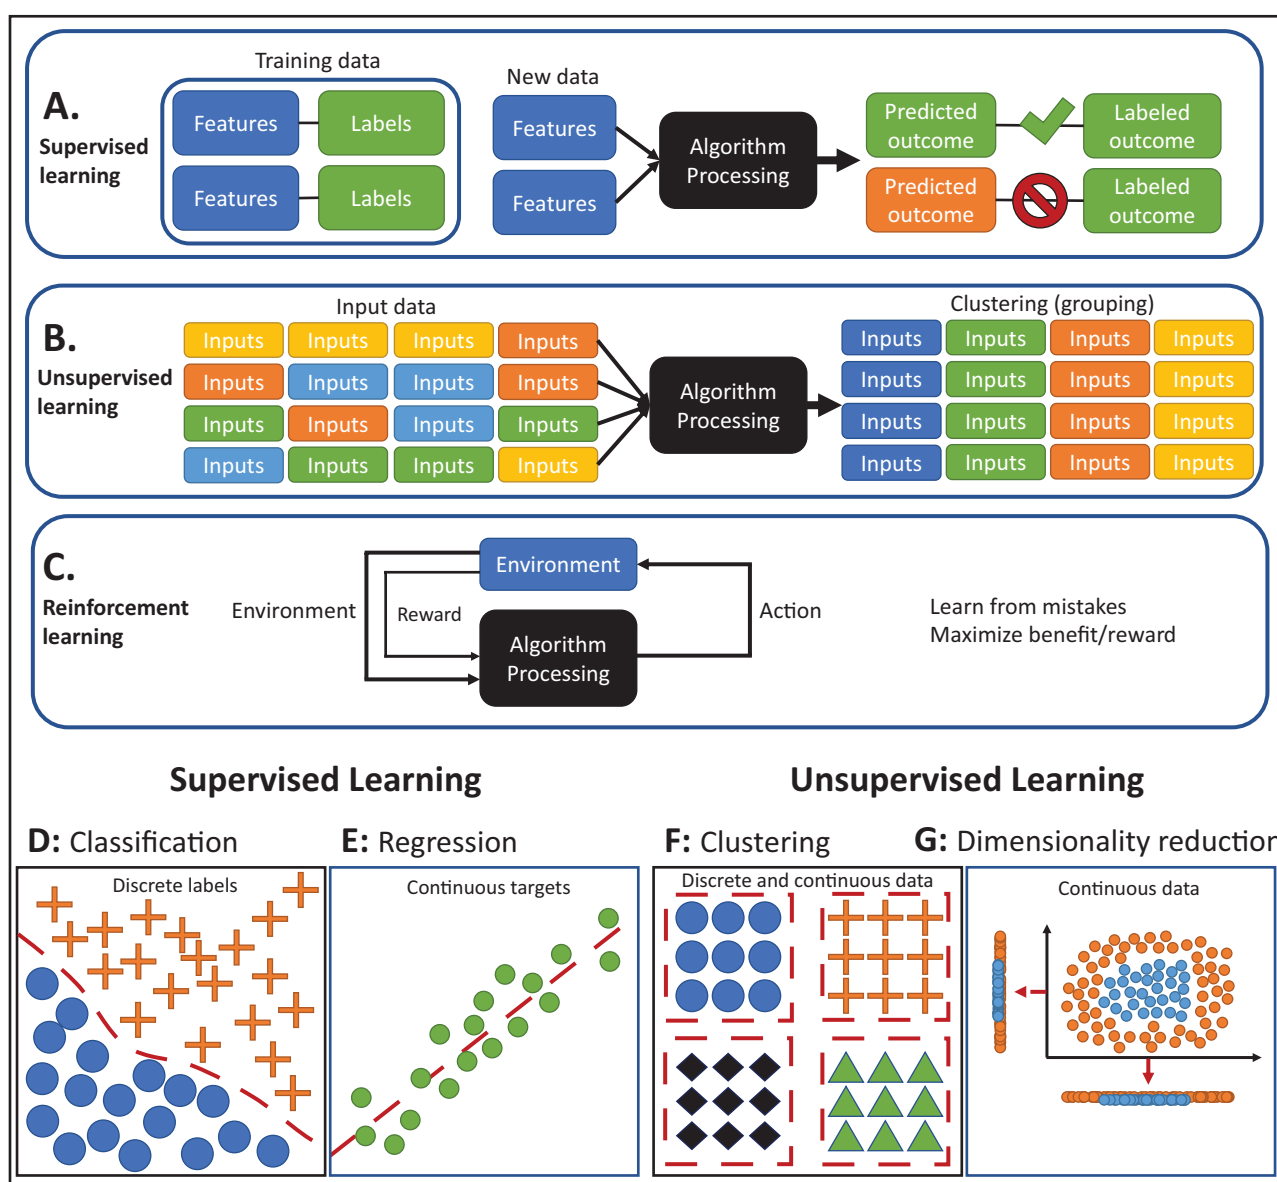 A.
Supervised
learning
Training data
Features
Labels
Features
Labels
New data
Features
Features
Algorithm
Processing
Predicted
outcome
Labeled
outcome
Predicted
outcome
Labeled
outcome
B.
Unsupervised
learning
Input data
Inputs Inputs Inputs Inputs
Inputs Inputs Inputs Inputs
Inputs Inputs Inputs Inputs
Inputs Inputs Inputs Inputs
Algorithm
Processing
Clustering (grouping)
Inputs Inputs Inputs Inputs
Inputs Inputs Inputs Inputs
Inputs Inputs Inputs Inputs
Inputs Inputs Inputs Inputs
C.
Reinforcement
learning
Environment
Reward
Environment
Algorithm
Processing
Action
Learn from mistakes
Maximize benefit/reward
Supervised Learning
Unsupervised Learning
D: Classification
Discrete labels
E: Regression
Continuous targets
F: Clustering
Discrete and continuous data
G: Dimensionality reduction
Continuous data